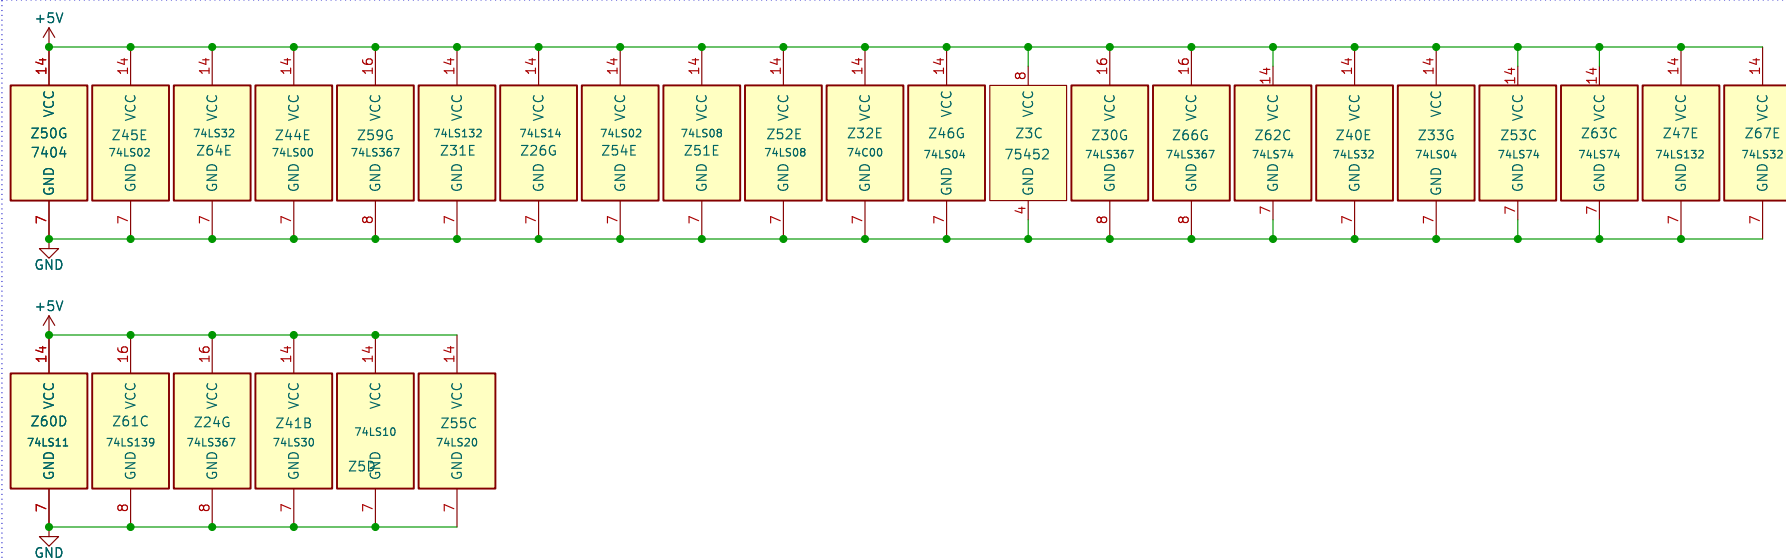 +5V
14 14 14 14 16 14 14 14 14 14 14 14 8 16 16 14 14 14 14 14 14 14
VCC VCC VCC VCC VCC VCC VCC VCC VCC VCC VCC VCC VCC VCC VCC VCC VCC VCC VCC VCC VCC VCC
Z50G Z45E 74LS32 Z44E Z59G 74LS132 74LS14 74LS02 74LS08 Z52E Z32E Z46G Z3C Z30G Z66G Z62C Z40E Z33G Z53C Z63C Z47E Z67E
7404 74LS02 Z64E 74LS00 74LS367 Z31E Z26G Z54E Z51E 74LS08 74C00 74LS04 75452 74LS367 74LS367 74LS74 74LS32 74LS04 74LS74 74LS74 74LS132 74LS32
GND GND GND GND GND GND GND GND GND GND GND GND GND GND GND GND GND GND GND GND GND GND
7 7 7 7 8 7 7 7 7 7 7 7 4 8 8 7 7 7 7 7 7 7
GND
+5V
14 16 16 14 14 14
VCC VCC VCC VCC VCC VCC
Z60D Z61C Z24G Z41B 74LS10 Z55C
74LS11 74LS139 74LS367 74LS30 Z5D 74LS20
GND GND GND GND GND GND
7 8 8 7 7 7
GND